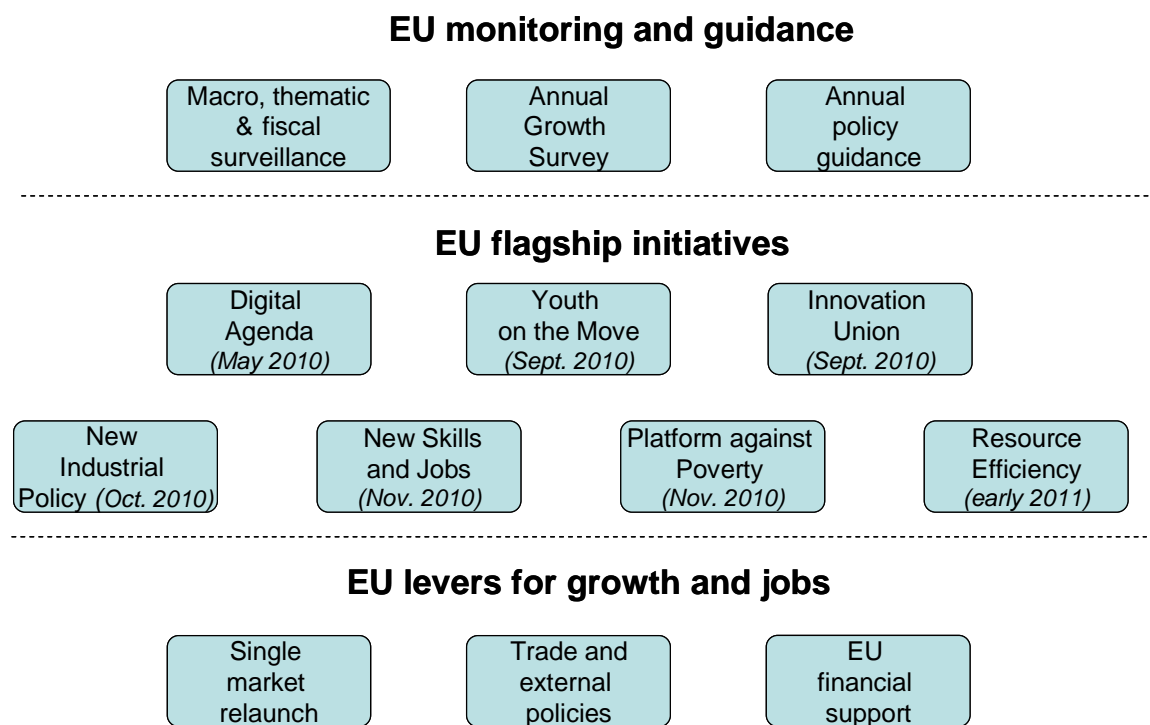 EU monitoring and guidance
Macro, thematic
& fiscal
surveillance
Annual
Growth
Survey
Annual
policy
guidance
EU flagship initiatives
Digital
Agenda
(May 2010)
Youth
on the Move
(Sept. 2010)
Innovation
Union
(Sept. 2010)
New
Industrial
Policy (Oct. 2010)
New Skills
and Jobs
(Nov. 2010)
Platform against
Poverty
(Nov. 2010)
Resource
Efficiency
(early 2011)
EU levers for growth and jobs
Single
market
relaunch
Trade and
external
policies
EU
financial
support